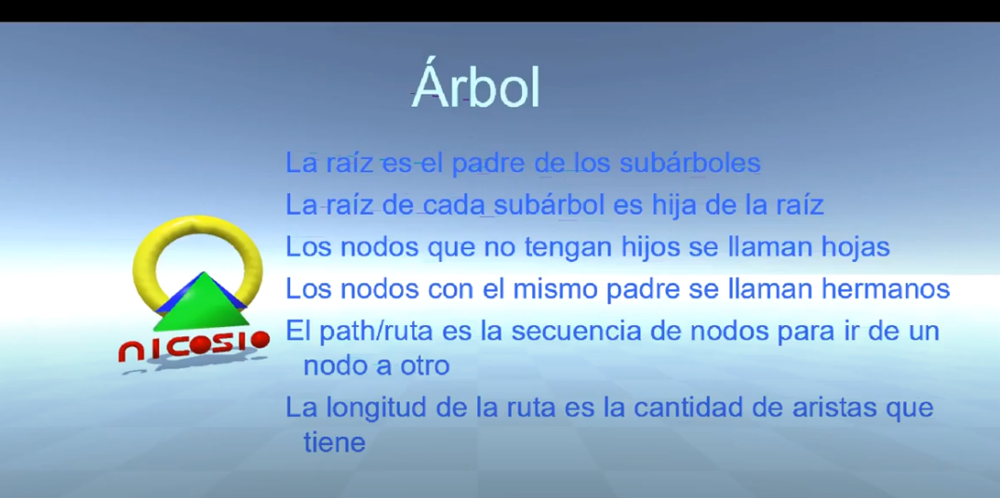 Árbol
La raíz es el padre de los subárboles
La raíz de cada subárbol es hija de la raíz
Los nodos que no tengan hijos se llaman hojas
Los nodos con el mismo padre se llaman hermanos
El path/ruta es la secuencia de nodos para ir de un
nodo a otro
La longitud de la ruta es la cantidad de aristas que
tiene
NICOSIO